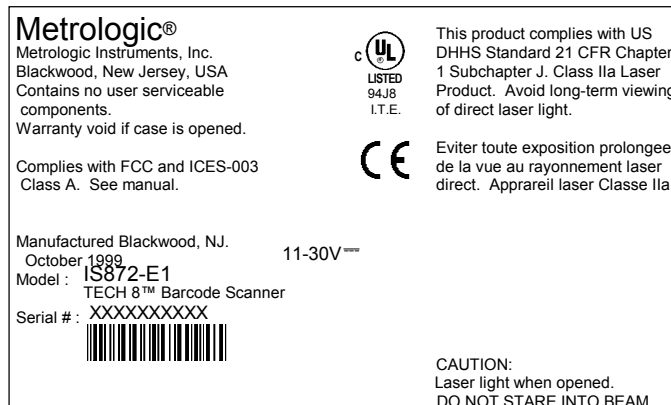 Metrologic®
Metrologic Instruments, Inc.
Blackwood, New Jersey, USA
Contains no user serviceable
components.
Warranty void if case is opened.
Complies with FCC and ICES-003
Class A. See manual.
Manufactured Blackwood, NJ.
October 1999
Model : IS872-E1
TECH 8™ Barcode Scanner
Serial # : XXXXXXXXXX
C UL ®
LISTED
94J8
I.T.E.
CE
11-30V
This product complies with US
DHHS Standard 21 CFR Chapter
1 Subchapter J. Class IIa Laser
Product. Avoid long-term viewing
of direct laser light.
Eviter toute exposition prolongee
de la vue au rayonnement laser
direct. Apprareil laser Classe IIa
CAUTION:
Laser light when opened.
DO NOT STARE INTO BEAM